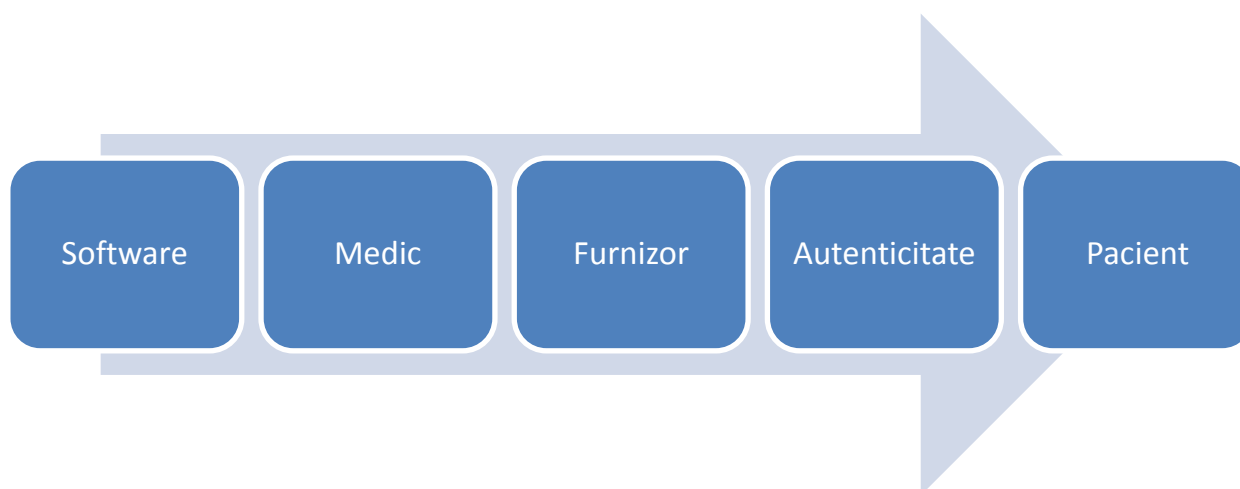 Software
Medic
Furnizor
Autenticitate
Pacient